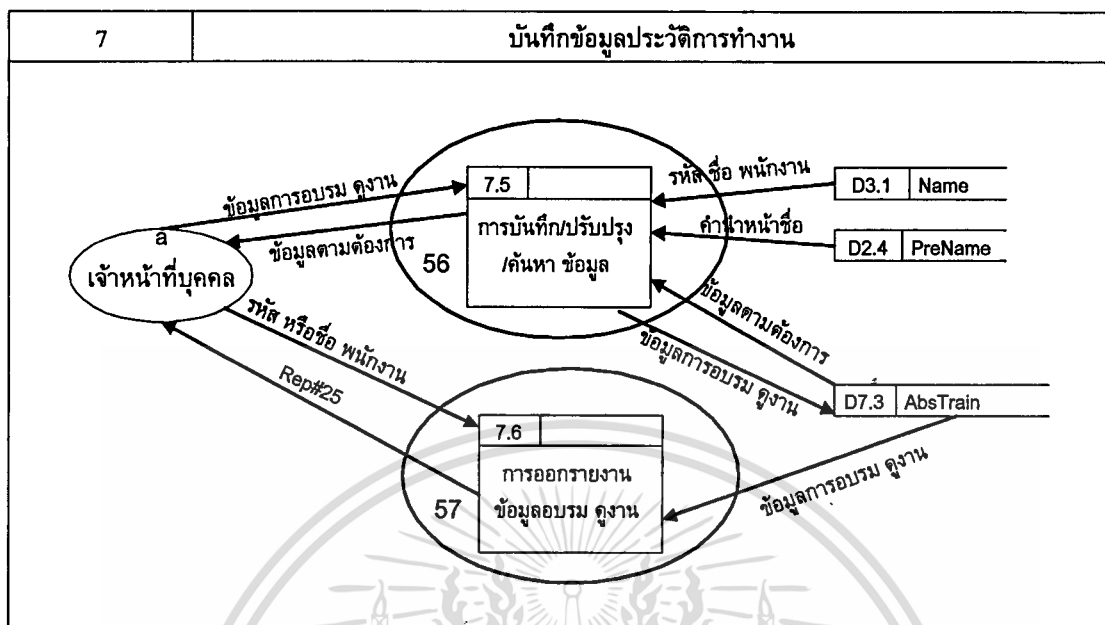 7
บันทึกข้อมูลประวัติการทำงาน
ข้อมูลการอบรม ดูงาน
7.5
รหัส ชื่อ พนักงาน
D3.1 Name
a
เจ้าหน้าที่บุคคล
ข้อมูลตามต้องการ
56
การบันทึก/ปรับปรุง
/ค้นหา ข้อมูล
คำนำหน้าชื่อ
D2.4 PreName
รหัส หรือชื่อ พนักงาน
ข้อมูลตามต้องการ
ข้อมูลการอบรม ดูงาน
D7.3 AbsTrain
Rep#25
7.6
57
การออกรายงาน
ข้อมูลอบรม ดูงาน
ข้อมูลการอบรม ดูงาน